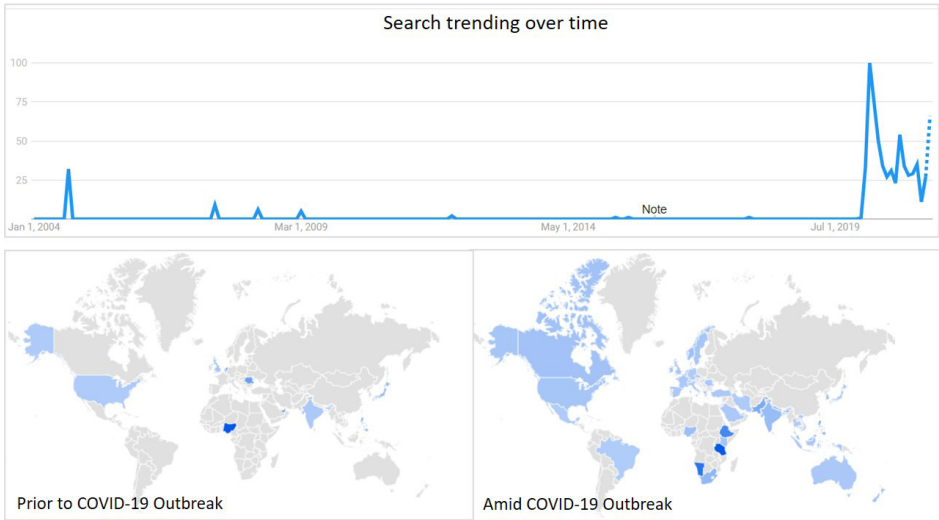 Search trending over time
100
75
50
25
Note
Jan 1, 2004 Mar 1, 2009 May 1, 2014 Jul 1, 2019
Prior to COVID-19 Outbreak
Amid COVID-19 Outbreak